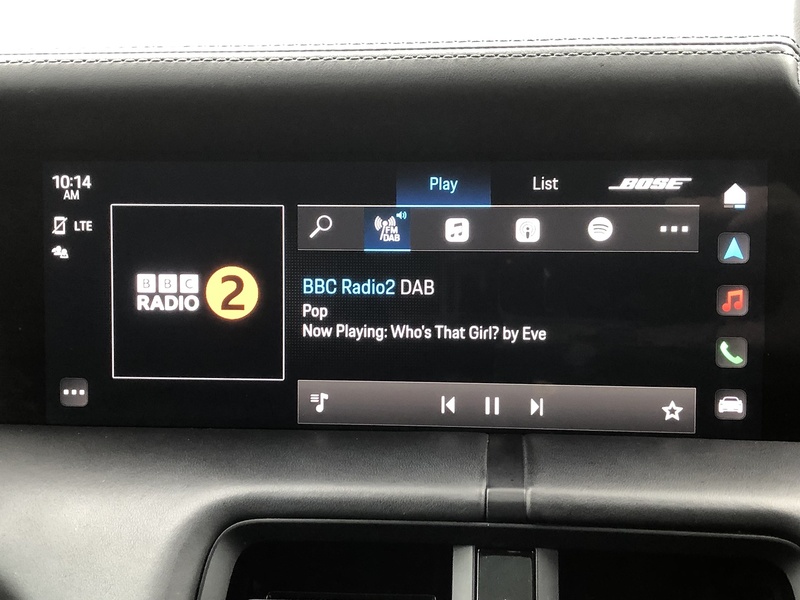 10:14
AM
LTE
Play
List
BOSE
FM
DAB
BBC
RADIO 2
BBC Radio2 DAB
Pop
Now Playing: Who's That Girl? by Eve